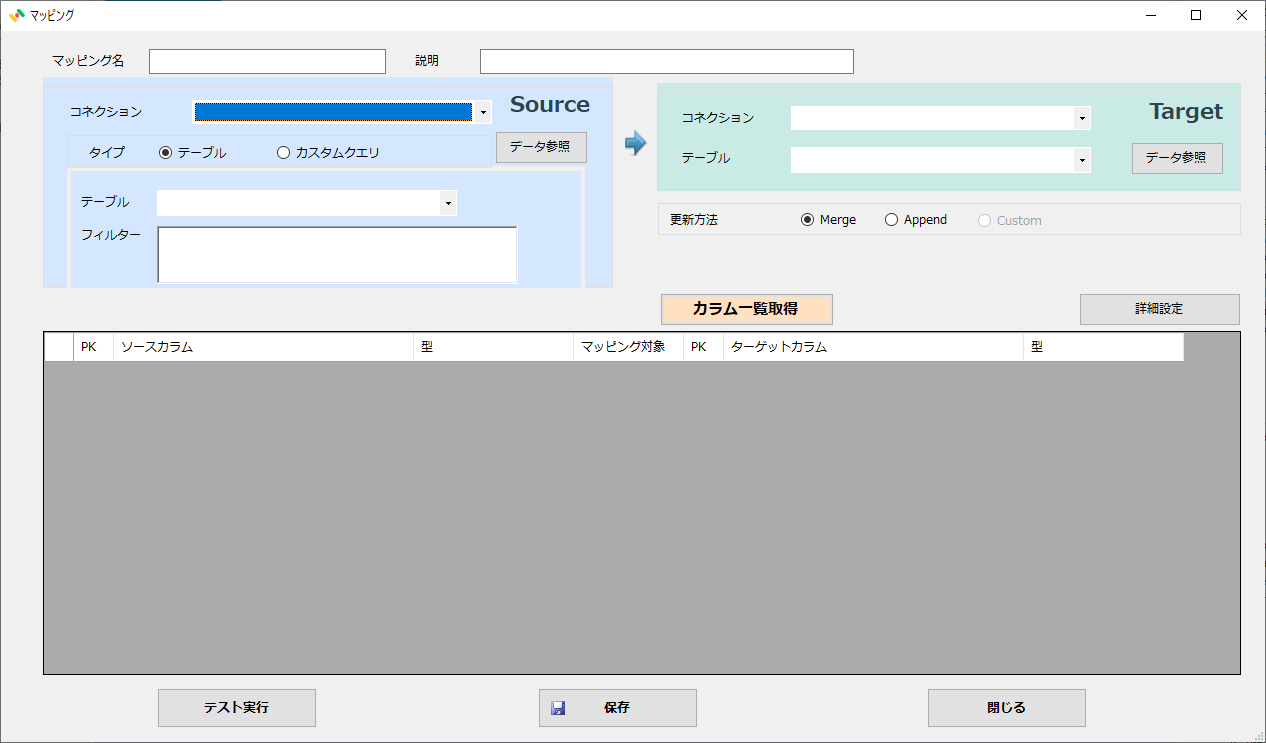 マッピング
マッピング名 説明
Source
コネクション
タイプ テーブル カスタムクエリ データ参照
テーブル
フィルター
Target
コネクション
テーブル データ参照
更新方法 Merge Append Custom
カラム一覧取得 詳細設定
PK ソースカラム 型 マッピング対象 PK ターゲットカラム 型
テスト実行 保存 閉じる